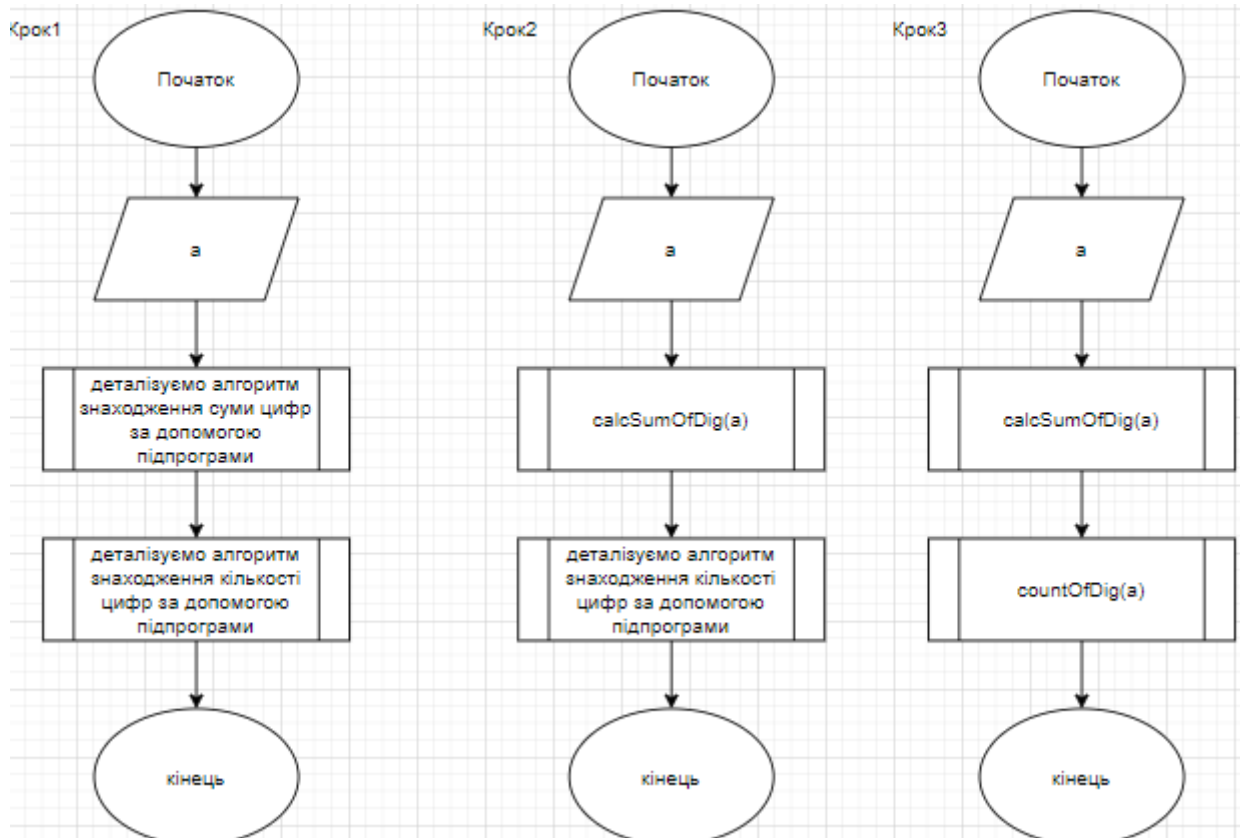 Крок1
Початок
а
деталізуємо алгоритм
знаходження суми цифр
за допомогою
підпрограми
деталізуємо алгоритм
знаходження кількості
цифр за допомогою
підпрограми
кінець
Крок2
Початок
а
calcSumOfDig(a)
деталізуємо алгоритм
знаходження кількості
цифр за допомогою
підпрограми
кінець
Крок3
Початок
а
calcSumOfDig(a)
countOfDig(a)
кінець